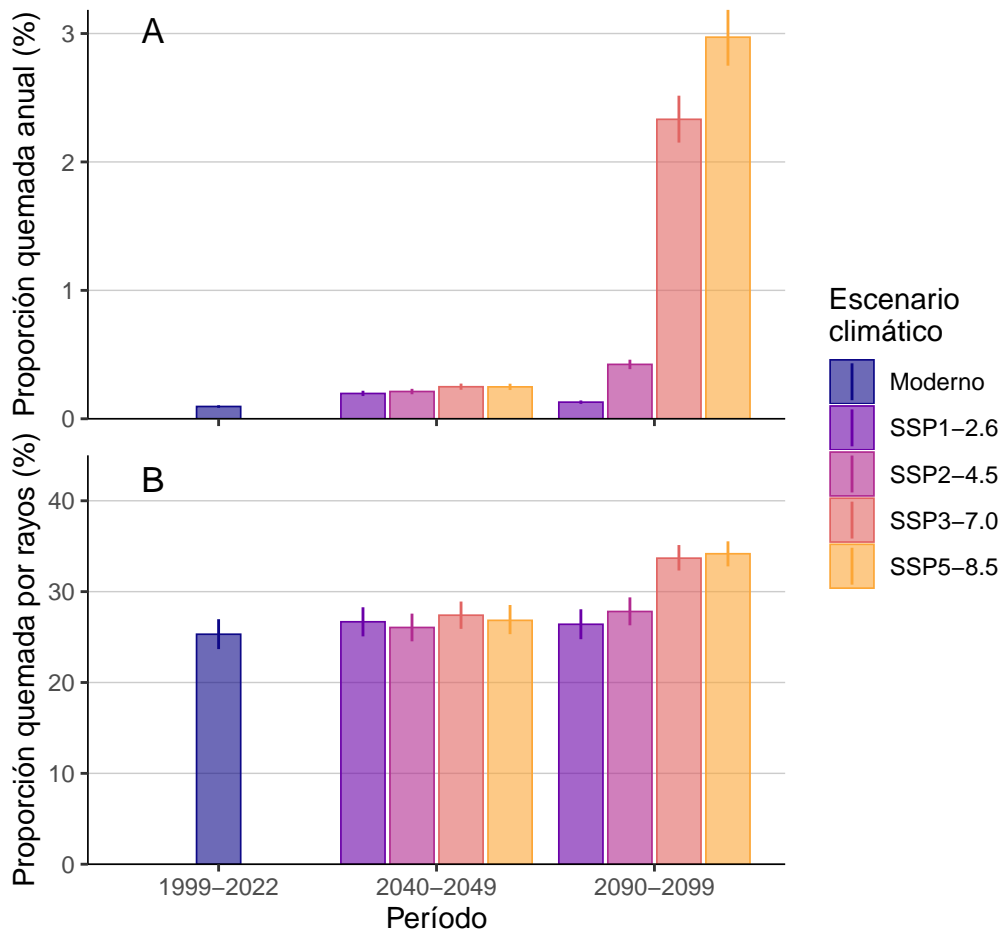 A
Proporción quemada anual (%)
3
2
1
0
B
Proporción quemada por rayos (%)
40
30
20
10
0
1999−2022
2040−2049
2090−2099
Período
Escenario
climático
Moderno
SSP1−2.6
SSP2−4.5
SSP3−7.0
SSP5−8.5